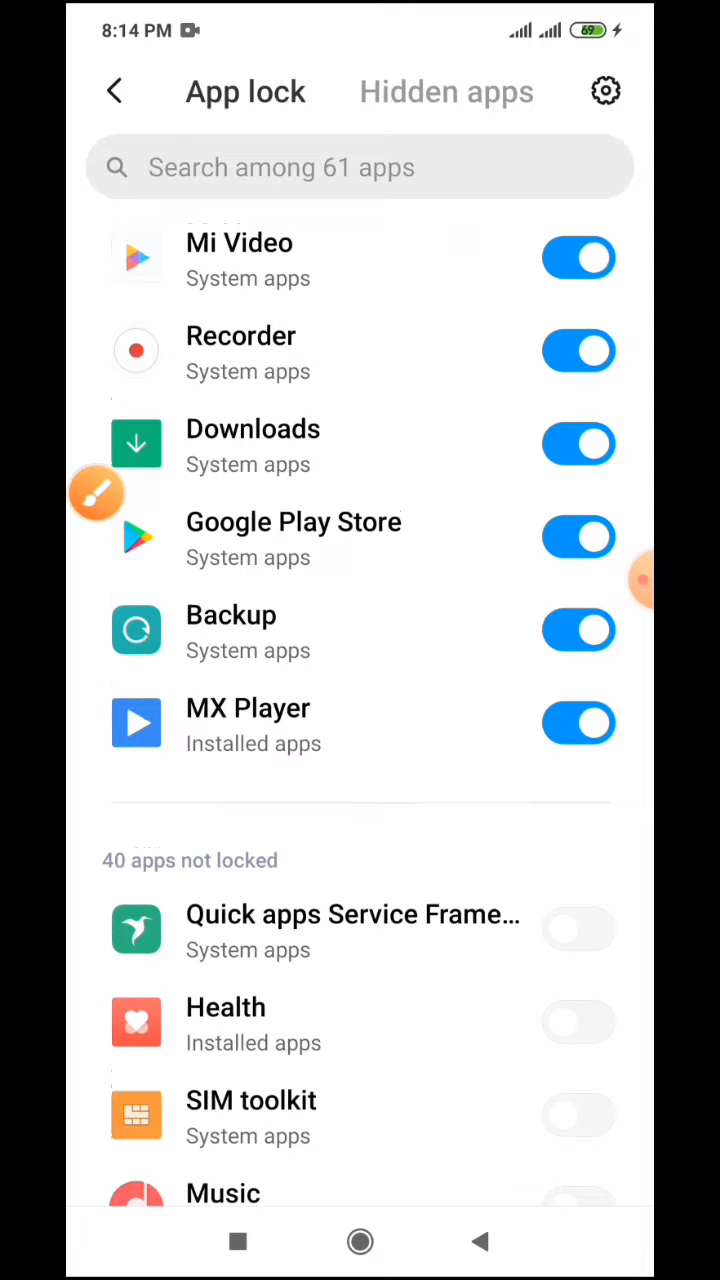 8:14 PM
69
App lock
Hidden apps
Search among 61 apps
Mi Video
System apps
Recorder
System apps
Downloads
System apps
Google Play Store
System apps
Backup
System apps
MX Player
Installed apps
40 apps not locked
Quick apps Service Frame...
System apps
Health
Installed apps
SIM toolkit
System apps
Music